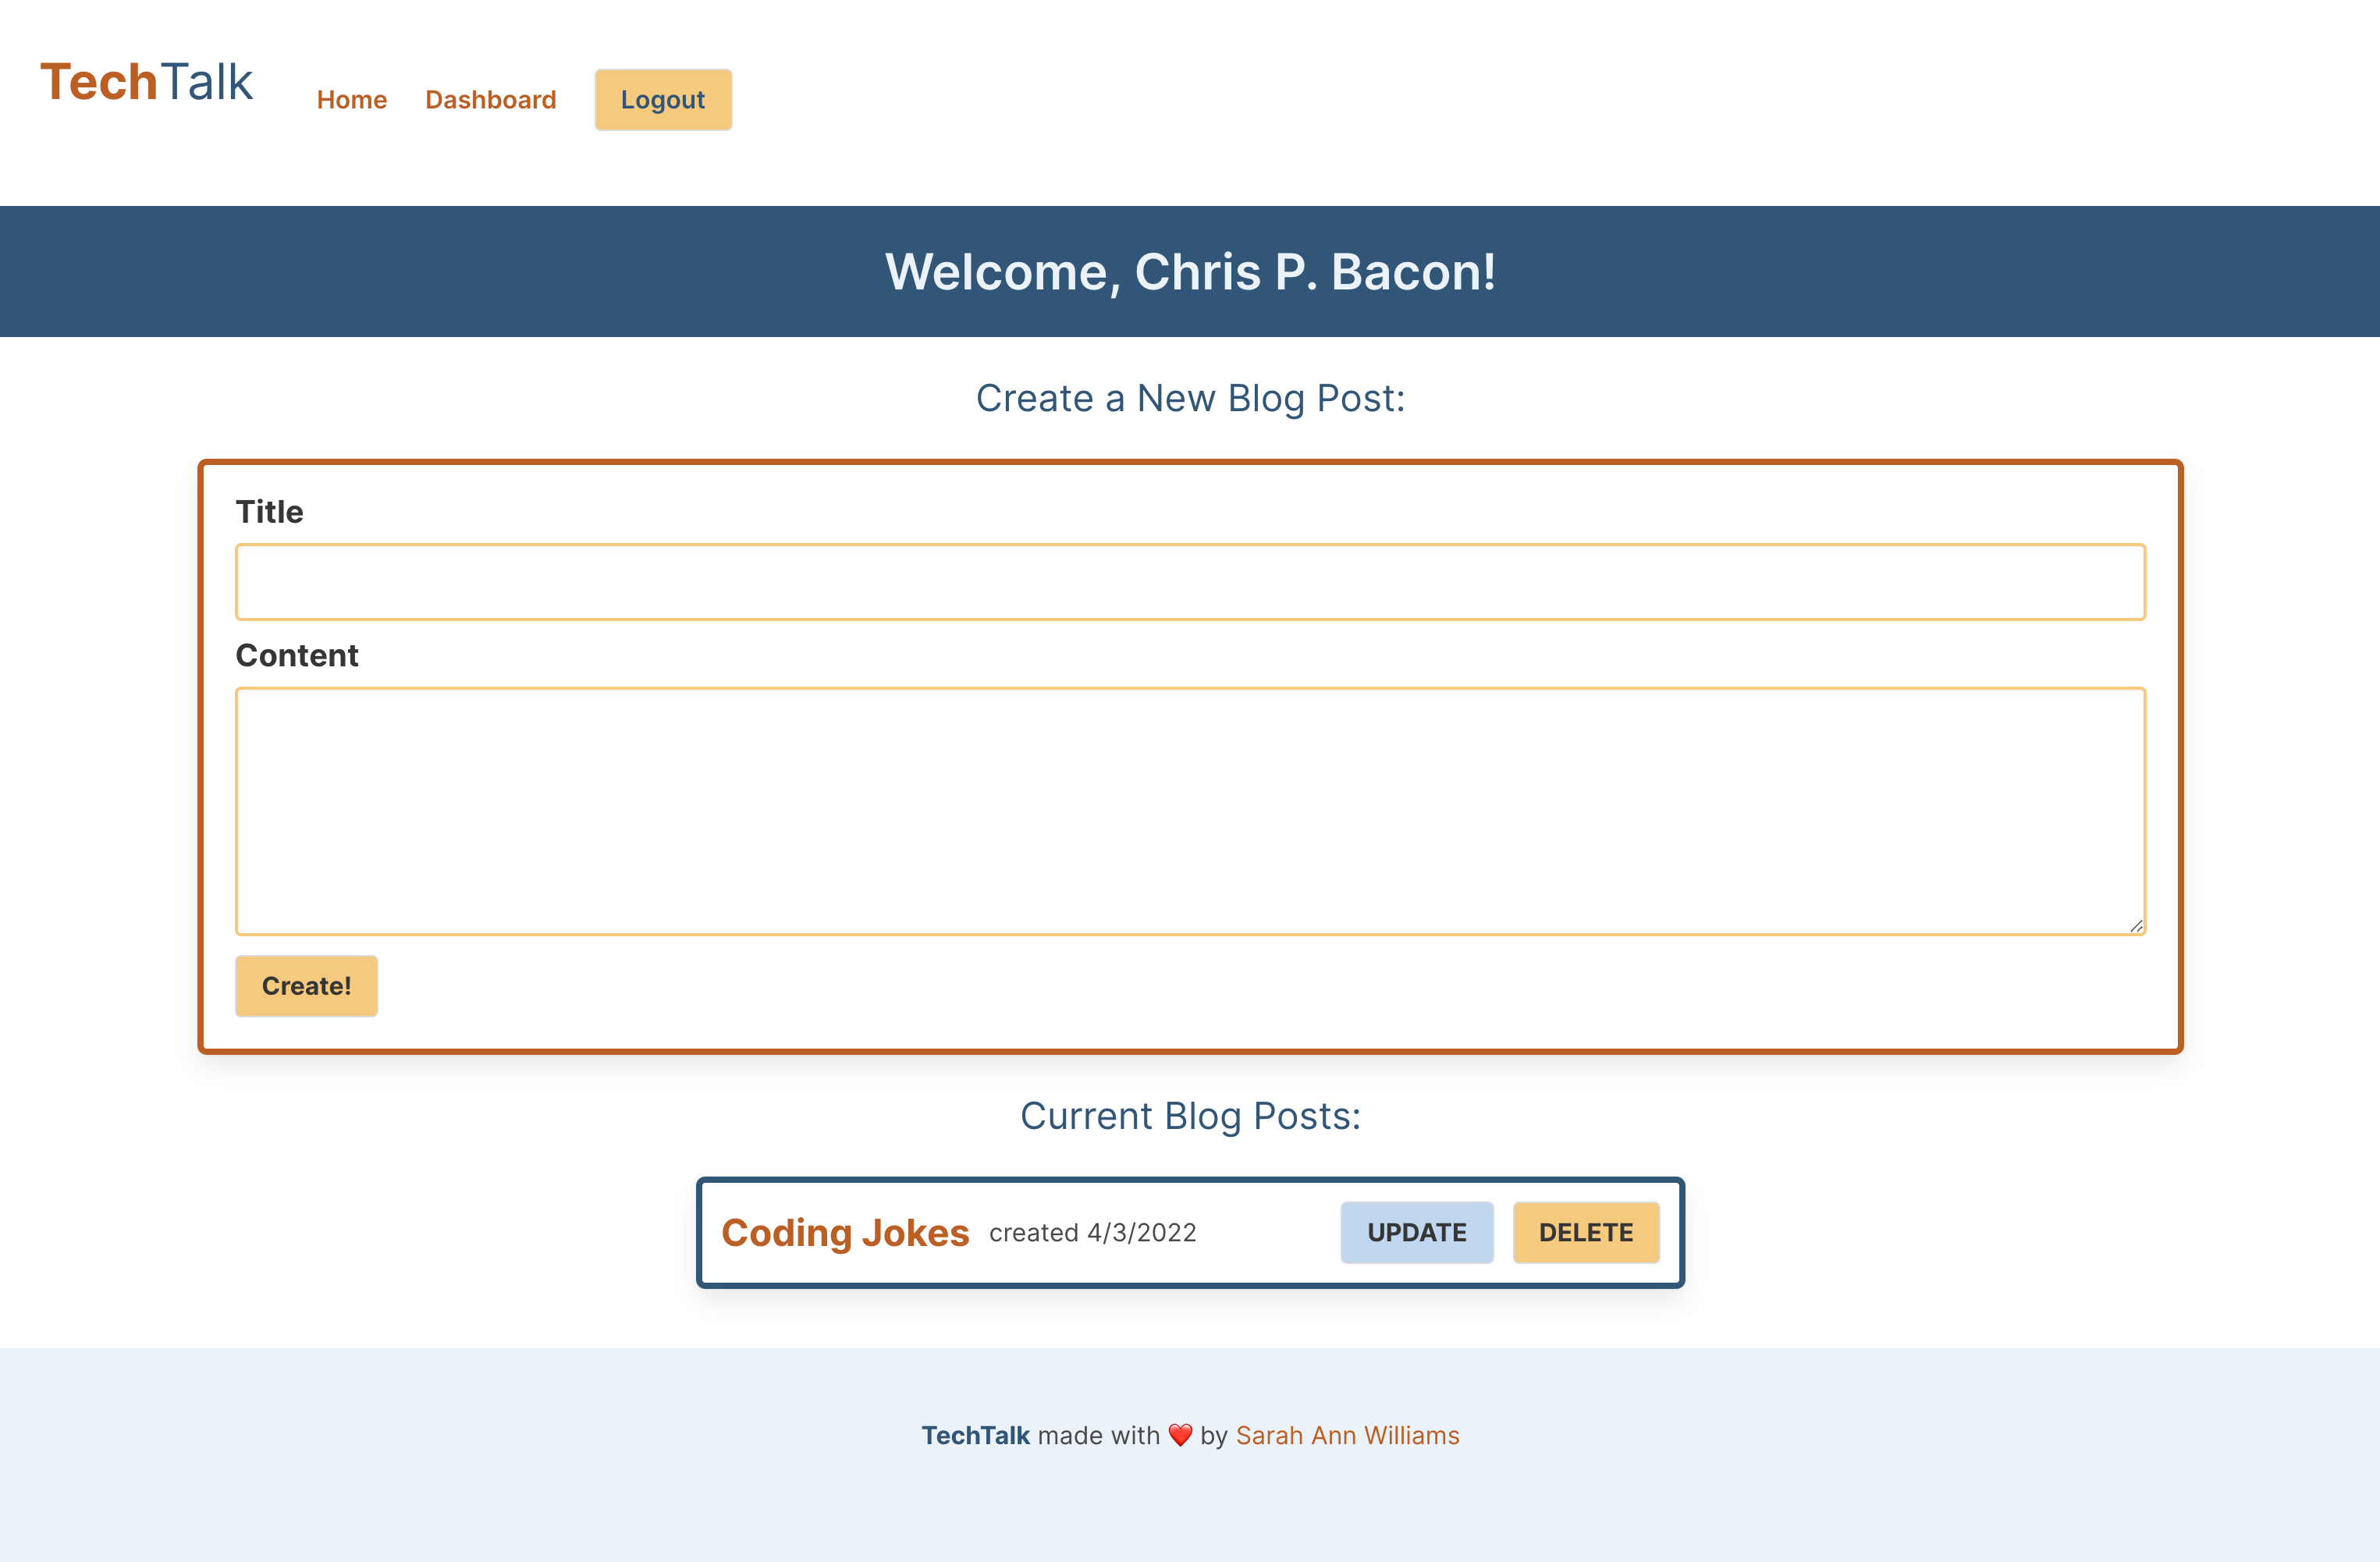 TechTalk
Home Dashboard Logout
Welcome, Chris P. Bacon!
Create a New Blog Post:
Title
Content
Create!
Current Blog Posts:
Coding Jokes created 4/3/2022 UPDATE DELETE
TechTalk made with ❤️ by Sarah Ann Williams